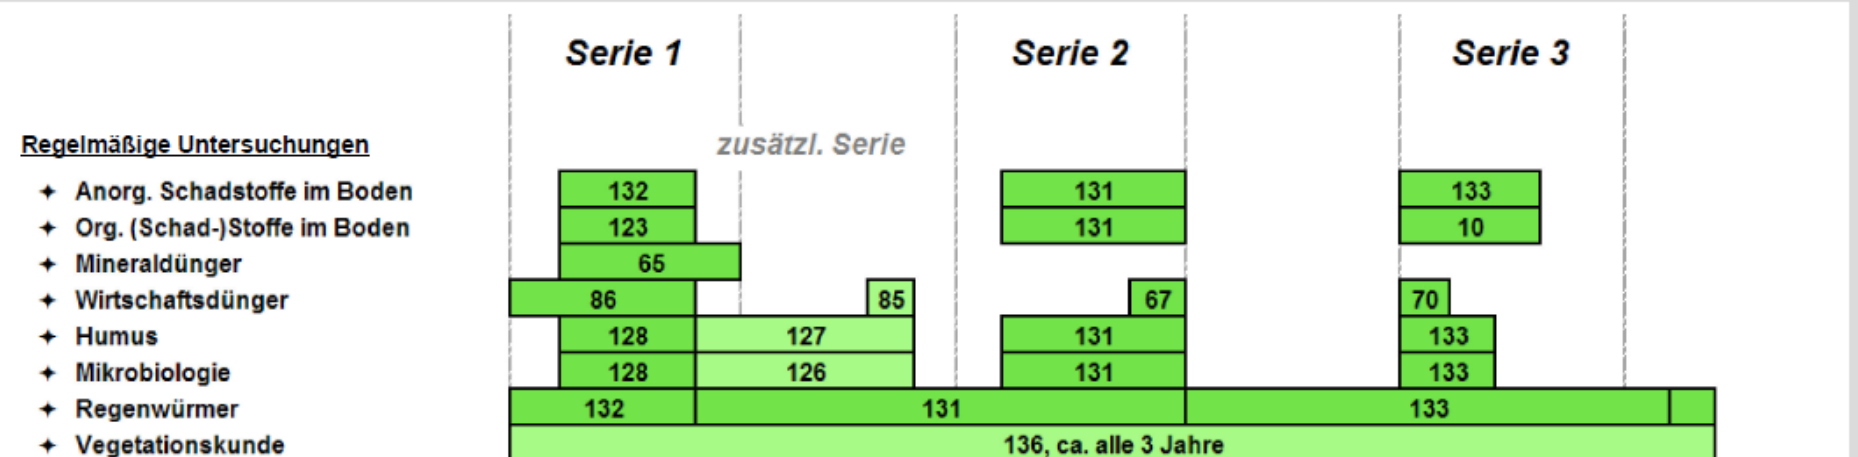 Serie 1 Serie 2 Serie 3
Regelmäßige Untersuchungen zusätzl. Serie
Anorg. Schadstoffe im Boden 132 131 133
Org. (Schad-)Stoffe im Boden 123 131 10
Mineraldünger 65
Wirtschaftsdünger 86 85 67 70
Humus 128 127 131 133
Mikrobiologie 128 126 131 133
Regenwürmer 132 131 133
Vegetationskunde 136, ca. alle 3 Jahre